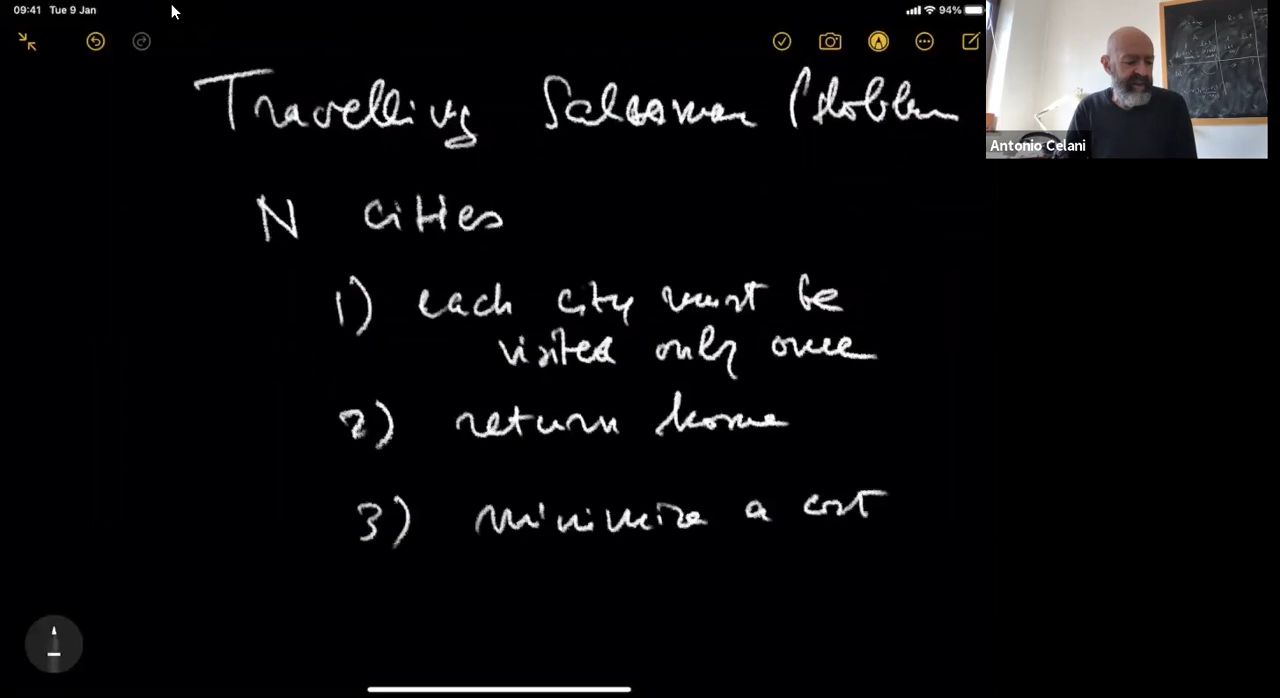 09:41 Tue 9 Jan
94%
Travelling Salesman Problem
Antonio Celani
N cities
1) each city must be
visited only once
2) return home
3) minimize a cost